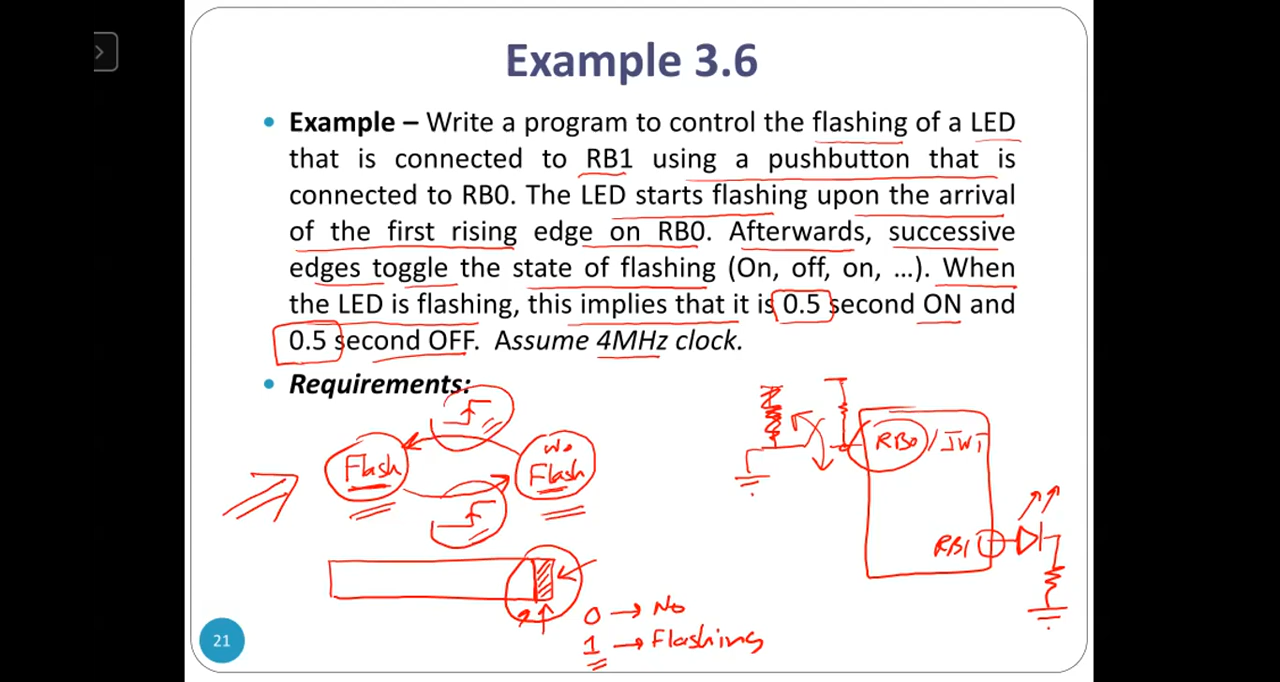 Example 3.6
• Example – Write a program to control the flashing of a LED
that is connected to RB1 using a pushbutton that is
connected to RB0. The LED starts flashing upon the arrival
of the first rising edge on RB0. Afterwards, successive
edges toggle the state of flashing (On, off, on, …). When
the LED is flashing, this implies that it is 0.5 second ON and
0.5 second OFF. Assume 4MHz clock.
• Requirements:
Flash
No
Flash
RB0/INT
RB1
0 → No
1 → Flashing
21